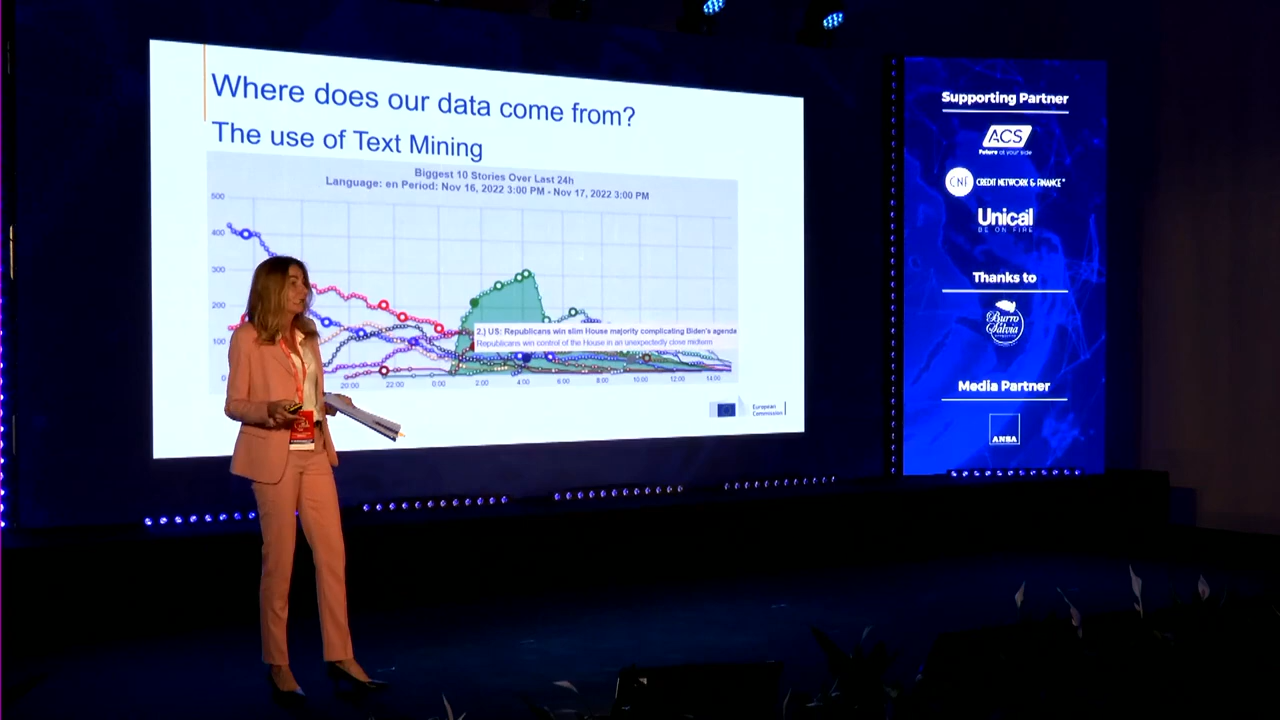 Where does our data come from?
The use of Text Mining
Biggest 10 Stories Over Last 24h
Language: en Period: Nov 16, 2022 3:00 PM - Nov 17, 2022 3:00 PM
500
400
300
200
100
0
2.) US: Republicans win slim House majority complicating Biden's agenda
Republicans win control of the House in an unexpectedly close midterm
20:00 22:00 0:00 2:00 4:00 6:00 8:00 10:00 12:00 14:00
European
Commission
Supporting Partner
ACS
Future at your side
CNF CREDIT NETWORK & FINANCE
Unical
BE ON FIRE
Thanks to
Burro
Salvia
Media Partner
ANSA